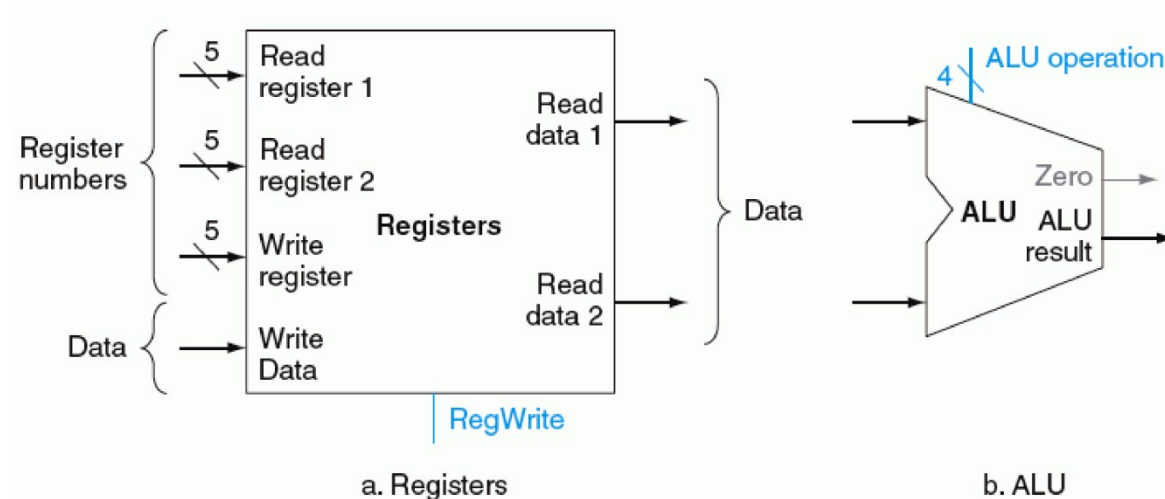 5
Read
register 1
5
Read
register 2
5
Write
register
Write
Data
Register
numbers
Data
Registers
Read
data 1
Read
data 2
Data
RegWrite
a. Registers
4
ALU operation
Zero
ALU
ALU
result
b. ALU